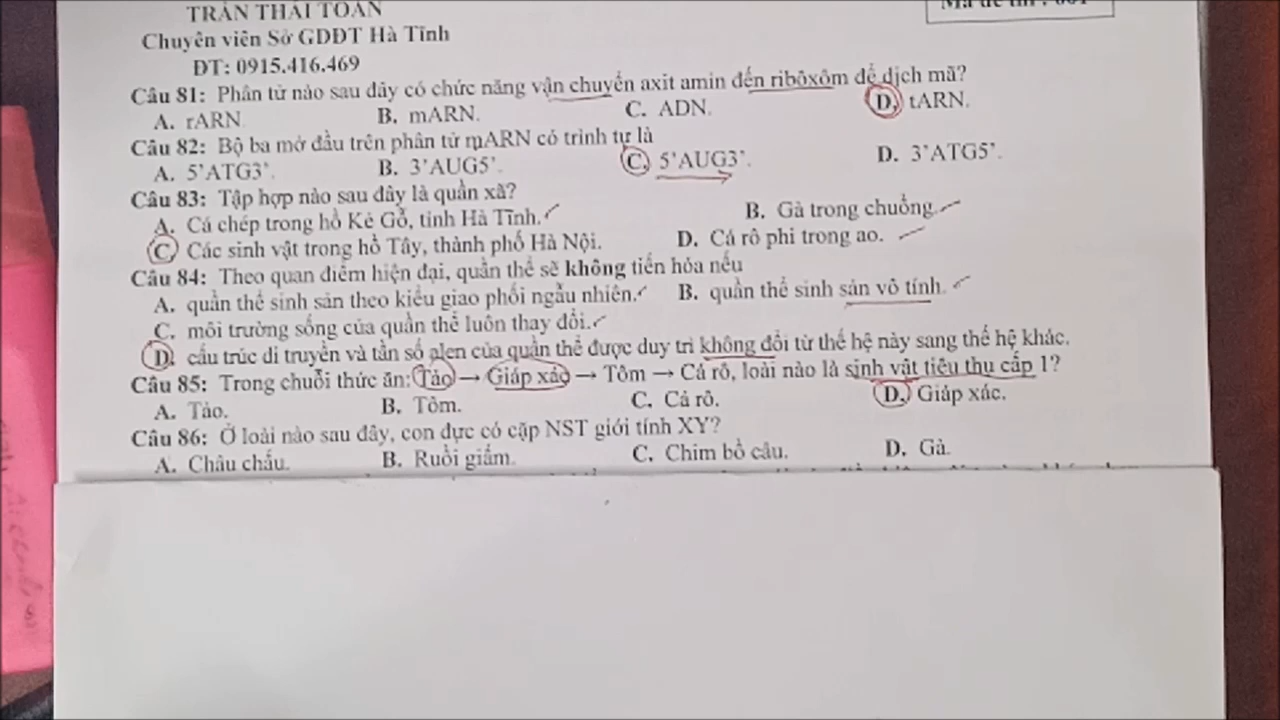 TRẦN THÁI TOÀN
Chuyên viên Sở GDĐT Hà Tĩnh
ĐT: 0915.416.469
Câu 81: Phân tử nào sau đây có chức năng vận chuyển axit amin đến ribôxôm để dịch mã?
A. rARN. B. mARN. C. ADN. D. tARN.
Câu 82: Bộ ba mở đầu trên phân tử mARN có trình tự là
A. 5'ATG3'. B. 3'AUG5'. C. 5'AUG3'. D. 3'ATG5'.
Câu 83: Tập hợp nào sau đây là quần xã?
A. Cá chép trong hồ Kẻ Gỗ, tỉnh Hà Tĩnh. B. Gà trong chuồng.
C. Các sinh vật trong hồ Tây, thành phố Hà Nội. D. Cá rô phi trong ao.
Câu 84: Theo quan điểm hiện đại, quần thể sẽ không tiến hóa nếu
A. quần thể sinh sản theo kiểu giao phối ngẫu nhiên. B. quần thể sinh sản vô tính.
C. môi trường sống của quần thể luôn thay đổi.
D. cấu trúc di truyền và tần số alen của quần thể được duy trì không đổi từ thế hệ này sang thế hệ khác.
Câu 85: Trong chuỗi thức ăn: Tảo → Giáp xác → Tôm → Cá rô, loài nào là sinh vật tiêu thụ cấp 1?
A. Tảo. B. Tôm. C. Cá rô. D. Giáp xác.
Câu 86: Ở loài nào sau đây, con đực có cặp NST giới tính XY?
A. Châu chấu. B. Ruồi giấm. C. Chim bồ câu. D. Gà.